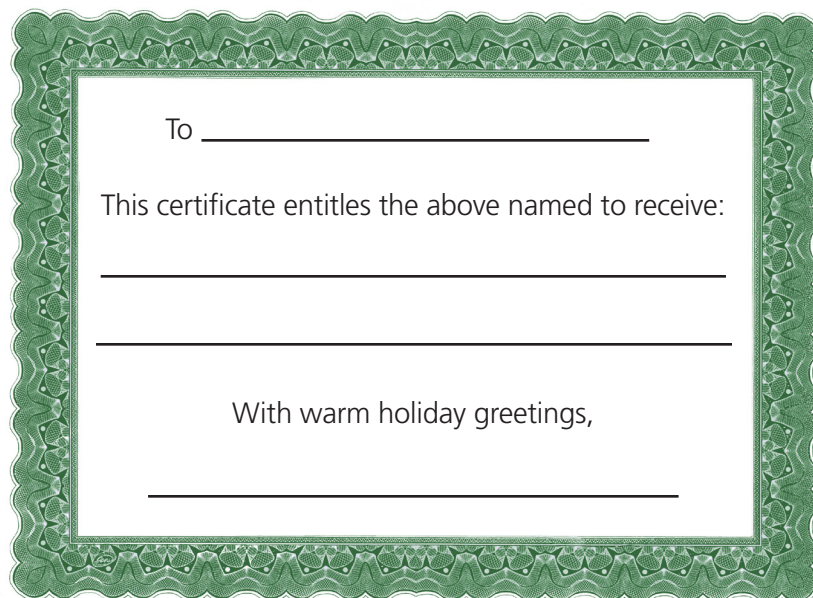 To
This certificate entitles the above named to receive:
With warm holiday greetings,